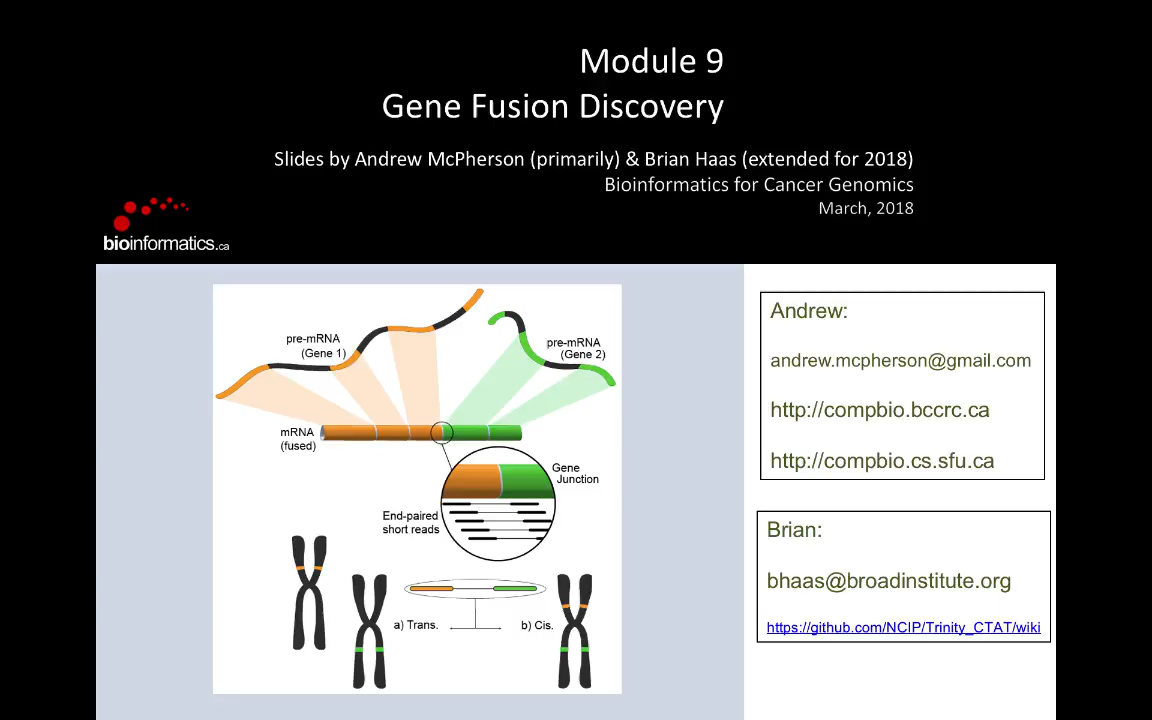 Module 9
Gene Fusion Discovery
Slides by Andrew McPherson (primarily) & Brian Haas (extended for 2018)
Bioinformatics for Cancer Genomics
March, 2018
bioinformatics.ca
pre-mRNA
(Gene 1)
pre-mRNA
(Gene 2)
mRNA
(fused)
Gene
Junction
End-paired
short reads
a) Trans.
b) Cis.
Andrew:
andrew.mcpherson@gmail.com
http://compbio.bccrc.ca
http://compbio.cs.sfu.ca
Brian:
bhaas@broadinstitute.org
https://github.com/NCIP/Trinity_CTAT/wiki